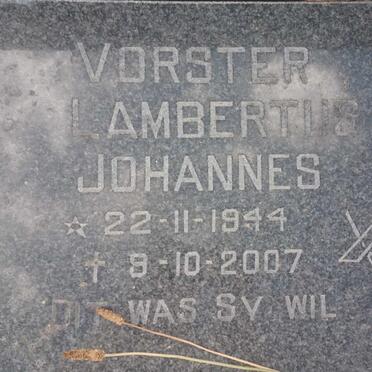 VORSTER
LAMBERTUS
JOHANNES
☆ 22-11-1944
† 9-10-2007
DIT WAS SY WIL